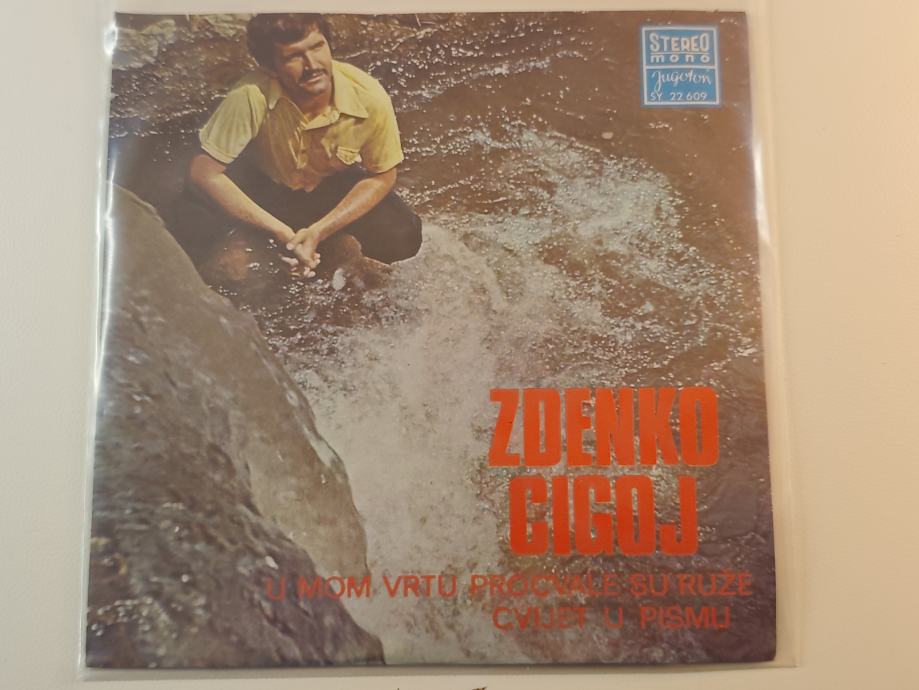 STEREO
mono
Jugoton
SY 22 609
ZDENKO
CIGOJ
U MOM VRTU PROCVALE SU RUŽE
CVIJET U PISMU